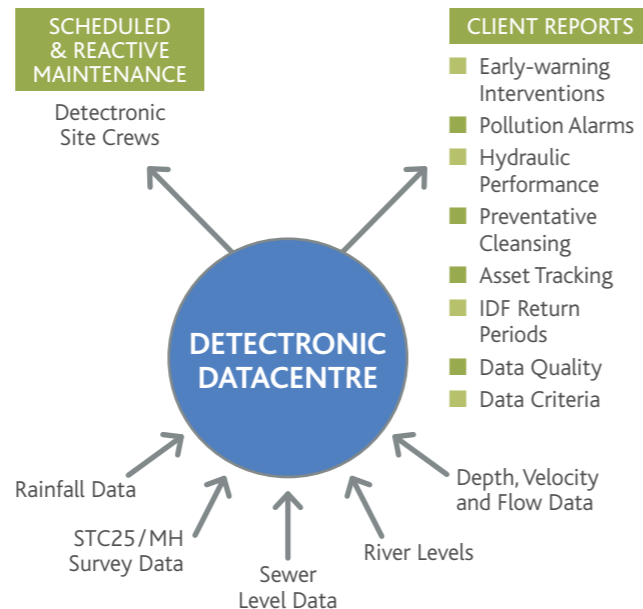 SCHEDULED
& REACTIVE
MAINTENANCE
Detectronic
Site Crews
CLIENT REPORTS
Early-warning
Interventions
Pollution Alarms
Hydraulic
Performance
Preventative
Cleansing
Asset Tracking
IDF Return
Periods
Data Quality
Data Criteria
DETECTRONIC
DATACENTRE
Rainfall Data
STC25/MH
Survey Data
Sewer
Level Data
River Levels
Depth, Velocity
and Flow Data